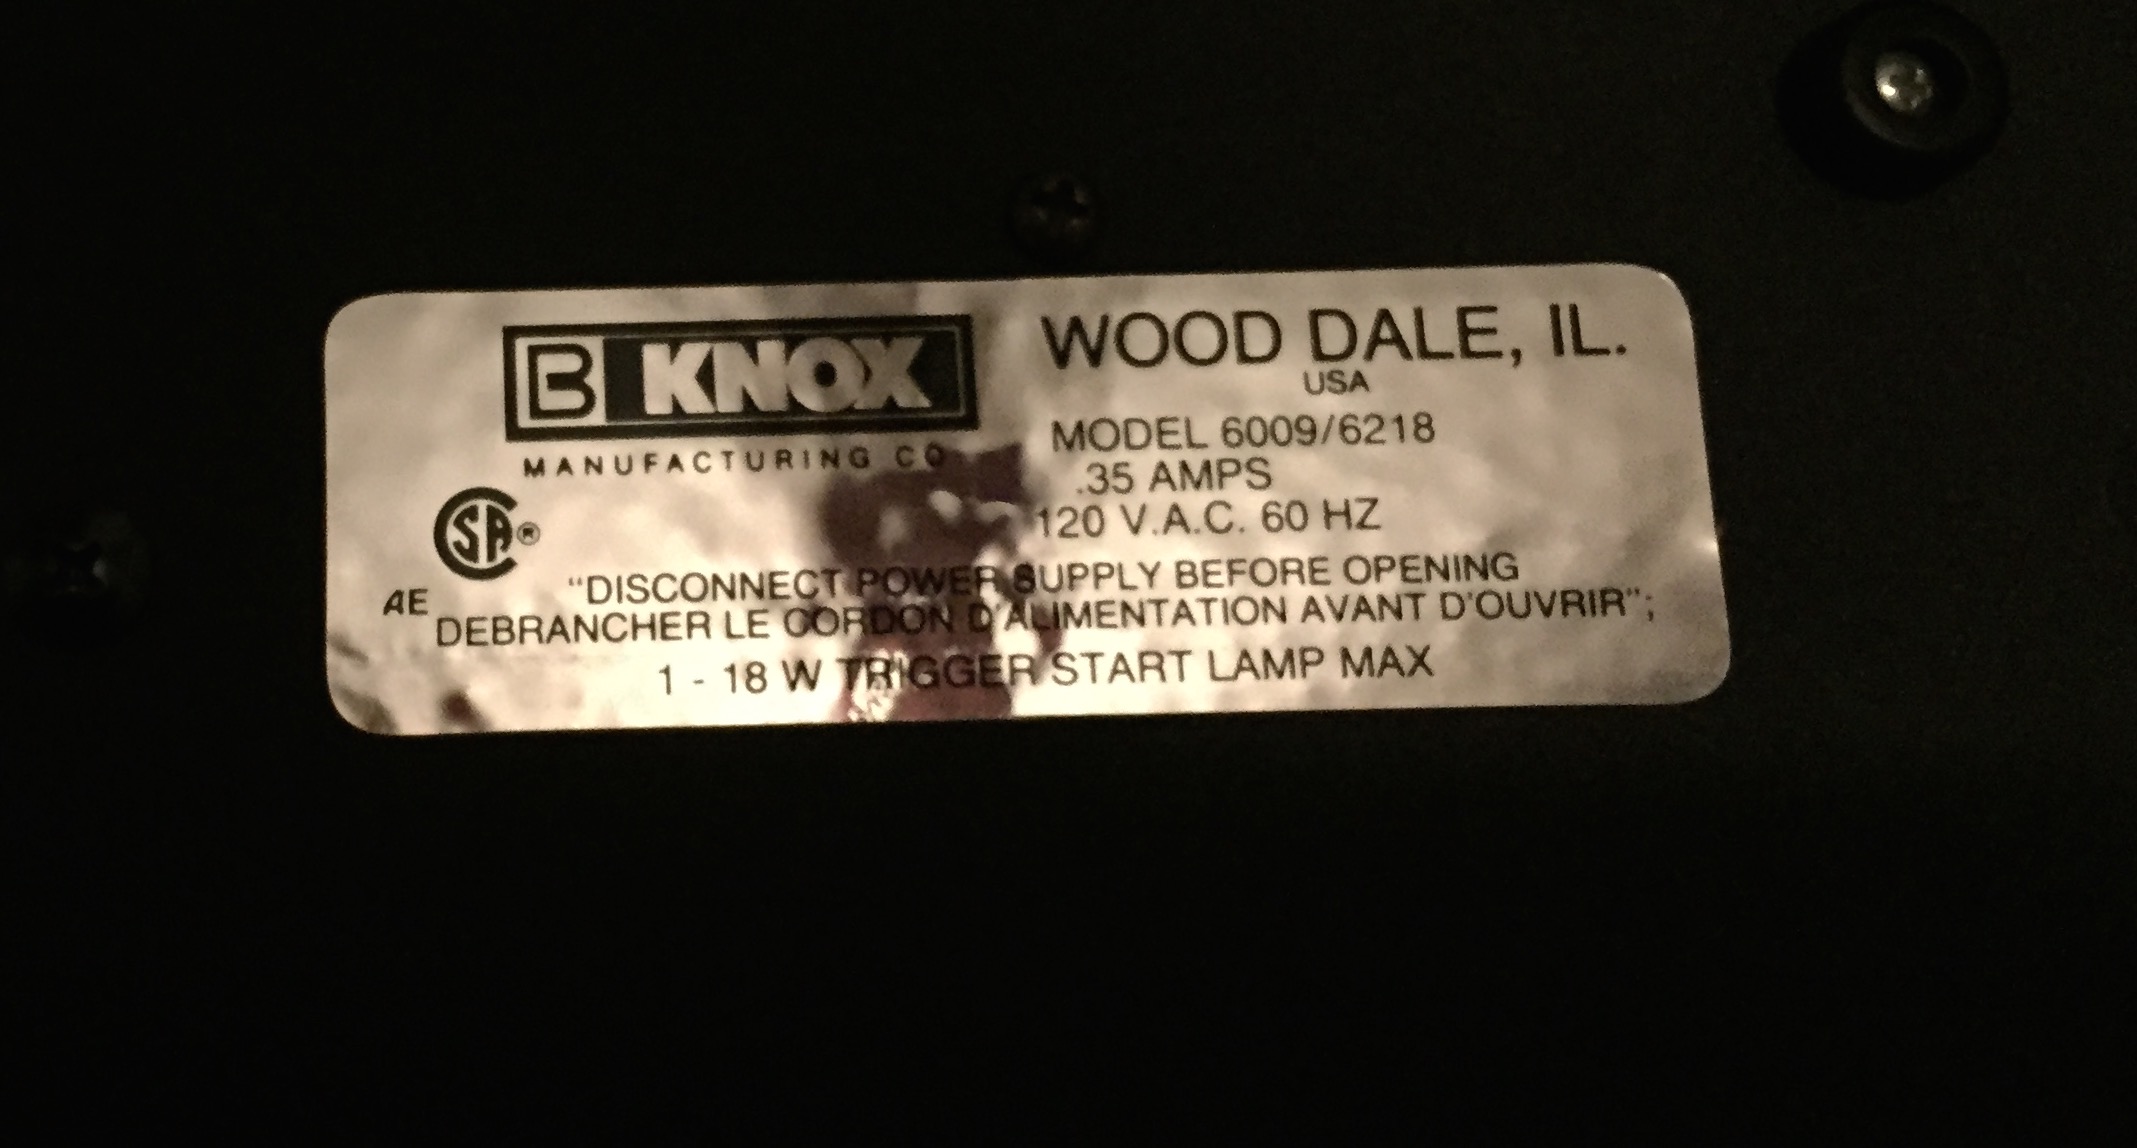 B KNOX
MANUFACTURING CO
WOOD DALE, IL.
USA
MODEL 6009/6218
.35 AMPS
120 V.A.C. 60 HZ
SA®
AE
"DISCONNECT POWER SUPPLY BEFORE OPENING
DEBRANCHER LE CORDON D'ALIMENTATION AVANT D'OUVRIR";
1 - 18 W TRIGGER START LAMP MAX